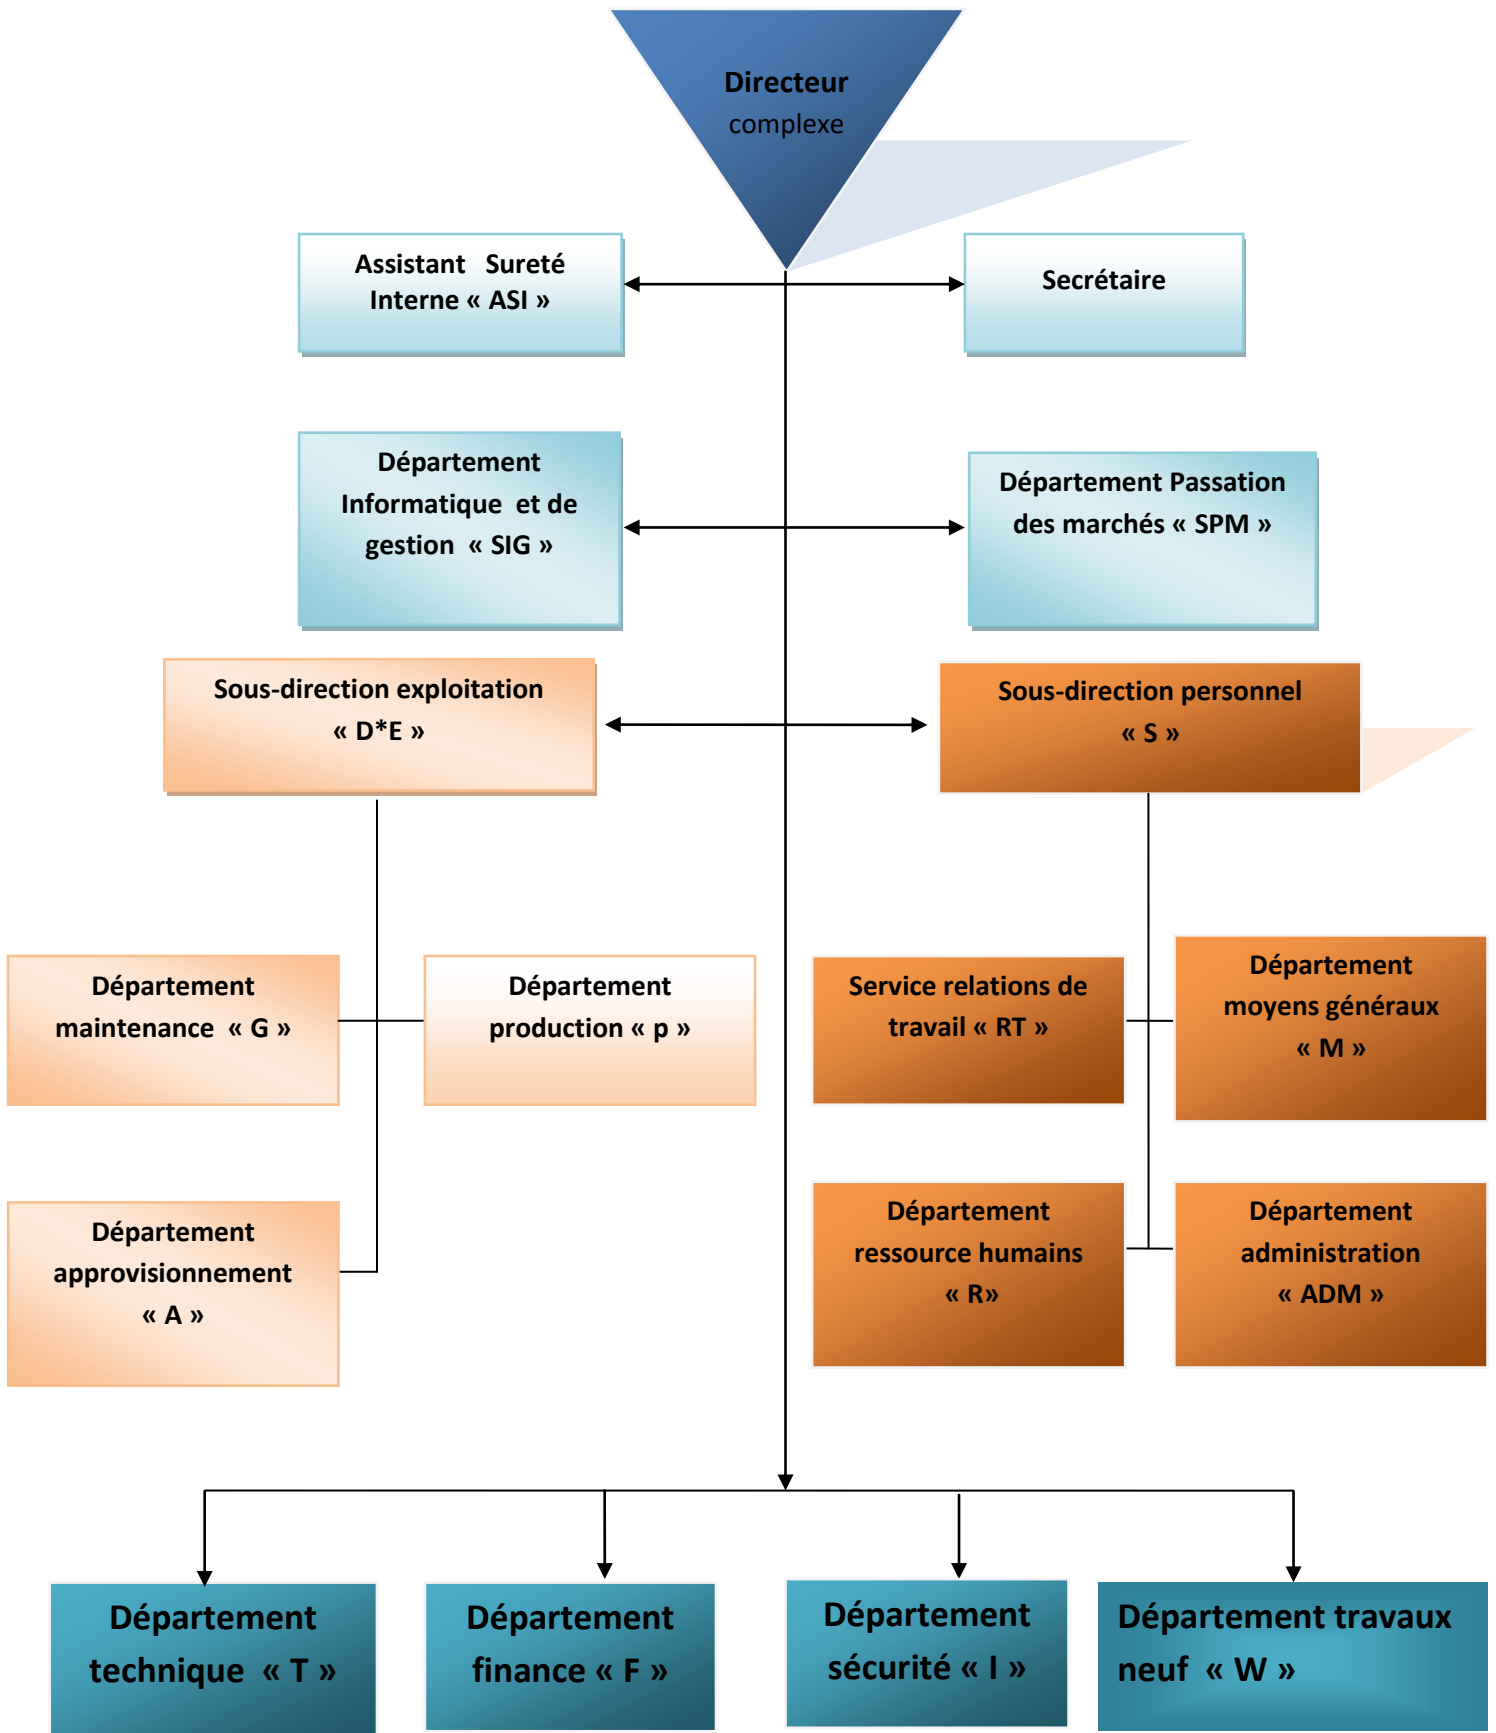 Directeur
complexe
Assistant Sureté
Interne « ASI »
Secrétaire
Département
Informatique et de
gestion « SIG »
Département Passation
des marchés « SPM »
Sous-direction exploitation
« D*E »
Sous-direction personnel
« S »
Département
maintenance « G »
Département
production « p »
Service relations de
travail « RT »
Département
moyens généraux
« M »
Département
approvisionnement
« A »
Département
ressource humains
« R»
Département
administration
« ADM »
Département
technique « T »
Département
finance « F »
Département
sécurité « I »
Département travaux
neuf « W »